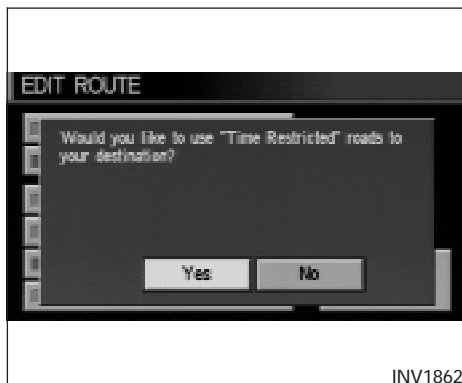 EDIT ROUTE
Would you like to use "Time Restricted" roads to
your destination?
Yes
No
INV1862